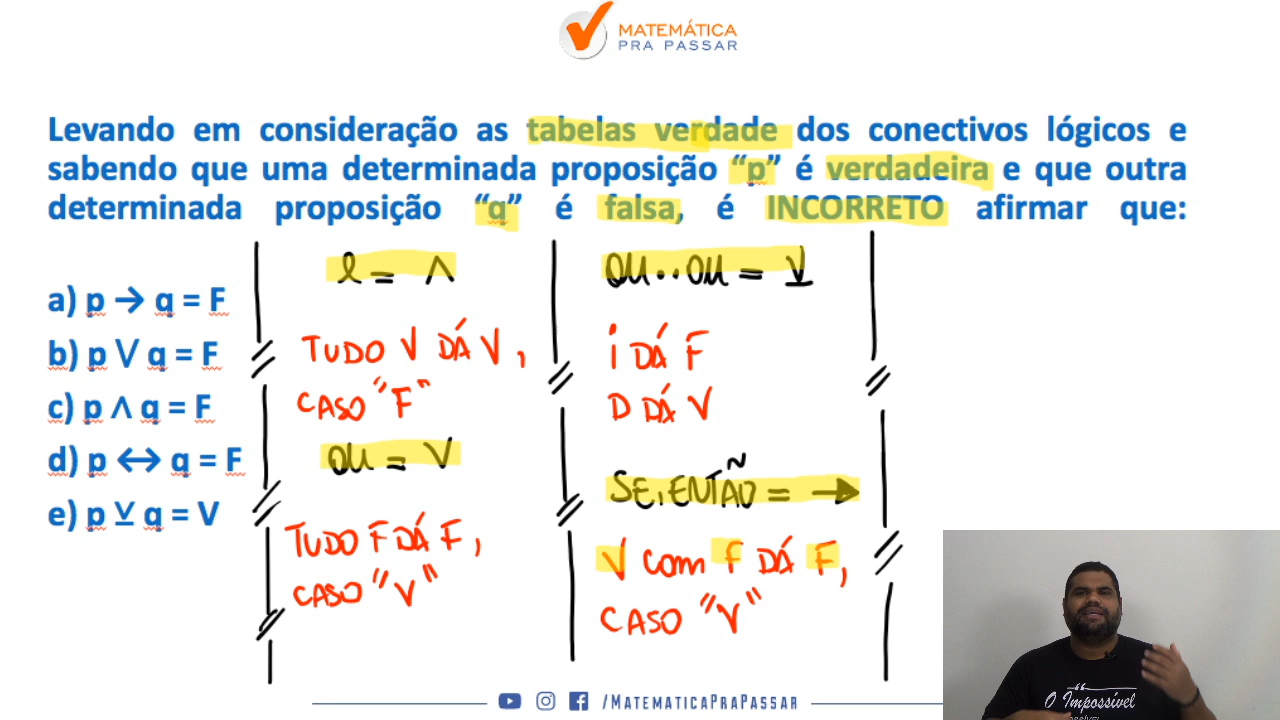 MATEMÁTICA
PRA PASSAR
Levando em consideração as tabelas verdade dos conectivos lógicos e
sabendo que uma determinada proposição “p” é verdadeira e que outra
determinada proposição “q” é falsa, é INCORRETO afirmar que:
a) p → q = F
b) p ∨ q = F
c) p ∧ q = F
d) p ↔ q = F
e) p ⊻ q = V
e = ∧
TUDO V DÁ V,
CASO "F"
OU = ∨
TUDO F DÁ F,
CASO "V"
OU..OU = ⊻
i DÁ F
D DÁ V
SE,ENTÃO = →
V com F DÁ F,
CASO "V"
O Impossível
/MATEMATICAPRAPASSAR